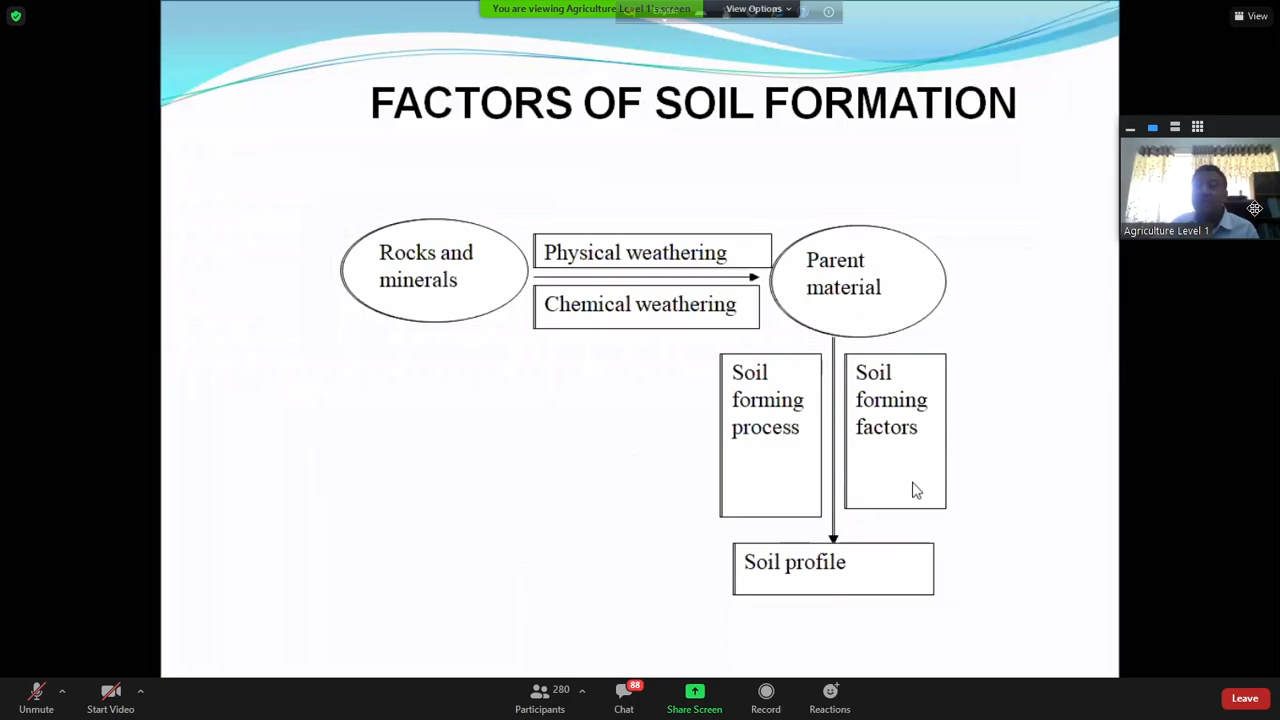 You are viewing Agriculture Level 1's screen
View Options
View
FACTORS OF SOIL FORMATION
Agriculture Level 1
Rocks and
minerals
Physical weathering
Chemical weathering
Parent
material
Soil
forming
process
Soil
forming
factors
Soil profile
Unmute
Start Video
280
Participants
88
Chat
Share Screen
Record
Reactions
Leave